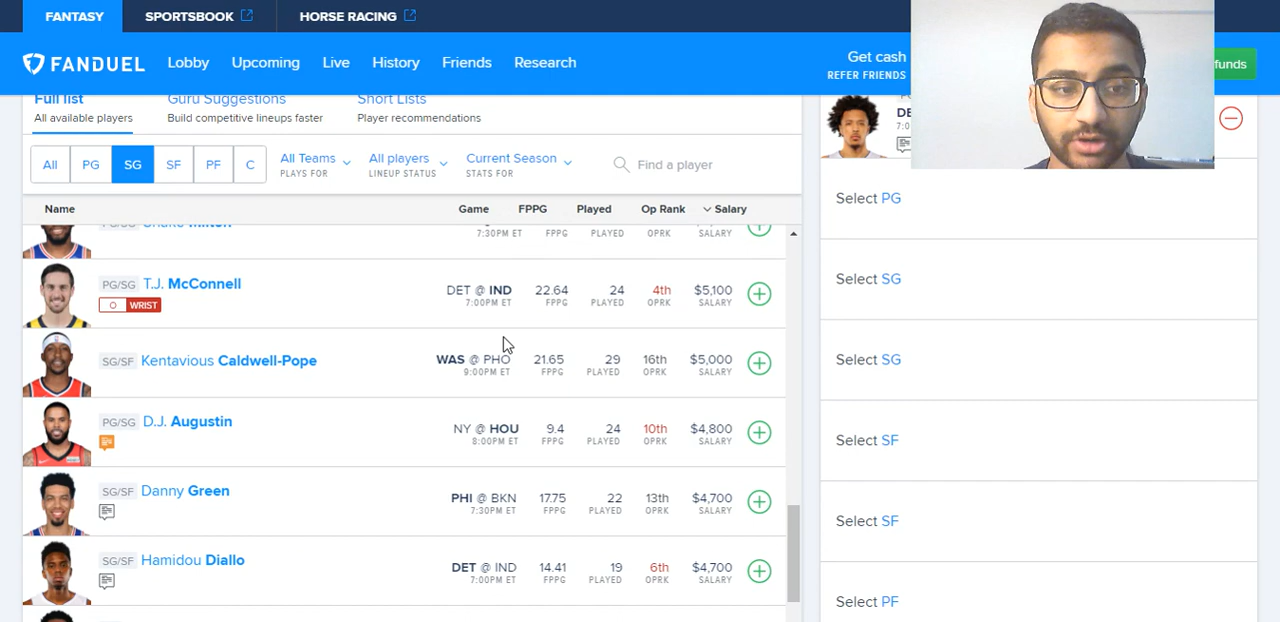 FANTASY
SPORTSBOOK
HORSE RACING
FANDUEL
Lobby
Upcoming
Live
History
Friends
Research
Get cash
REFER FRIENDS
funds
Full list
All available players
Guru Suggestions
Build competitive lineups faster
Short Lists
Player recommendations
All
PG
SG
SF
PF
C
All Teams
PLAYS FOR
All players
LINEUP STATUS
Current Season
STATS FOR
Find a player
Name
Game
FPPG
Played
Op Rank
Salary
Milton
7:30PM ET
FPPG
PLAYED
OPRK
SALARY
PG/SG T.J. McConnell
O WRIST
DET @ IND
7:00PM ET
22.64
FPPG
24
PLAYED
4th
OPRK
$5,100
SALARY
SG/SF Kentavious Caldwell-Pope
WAS @ PHO
9:00PM ET
21.65
FPPG
29
PLAYED
16th
OPRK
$5,000
SALARY
PG/SG D.J. Augustin
NY @ HOU
8:00PM ET
9.4
FPPG
24
PLAYED
10th
OPRK
$4,800
SALARY
SG/SF Danny Green
PHI @ BKN
7:30PM ET
17.75
FPPG
22
PLAYED
13th
OPRK
$4,700
SALARY
SG/SF Hamidou Diallo
DET @ IND
7:00PM ET
14.41
FPPG
19
PLAYED
6th
OPRK
$4,700
SALARY
Select PG
Select SG
Select SG
Select SF
Select SF
Select PF